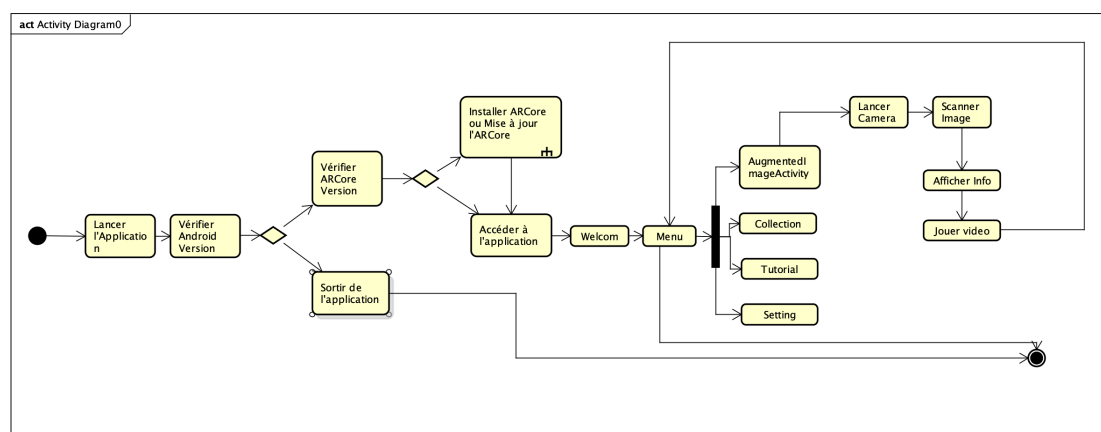 act Activity Diagram0
Lancer
l'Applicatio
n
Vérifier
Android
Version
Vérifier
ARCore
Version
Sortir de
l'application
Installer ARCore
ou Mise à jour
l'ARCore
Accéder à
l'application
Welcom
Menu
AugmentedI
mageActivity
Collection
Tutorial
Setting
Lancer
Camera
Scanner
Image
Afficher Info
Jouer video